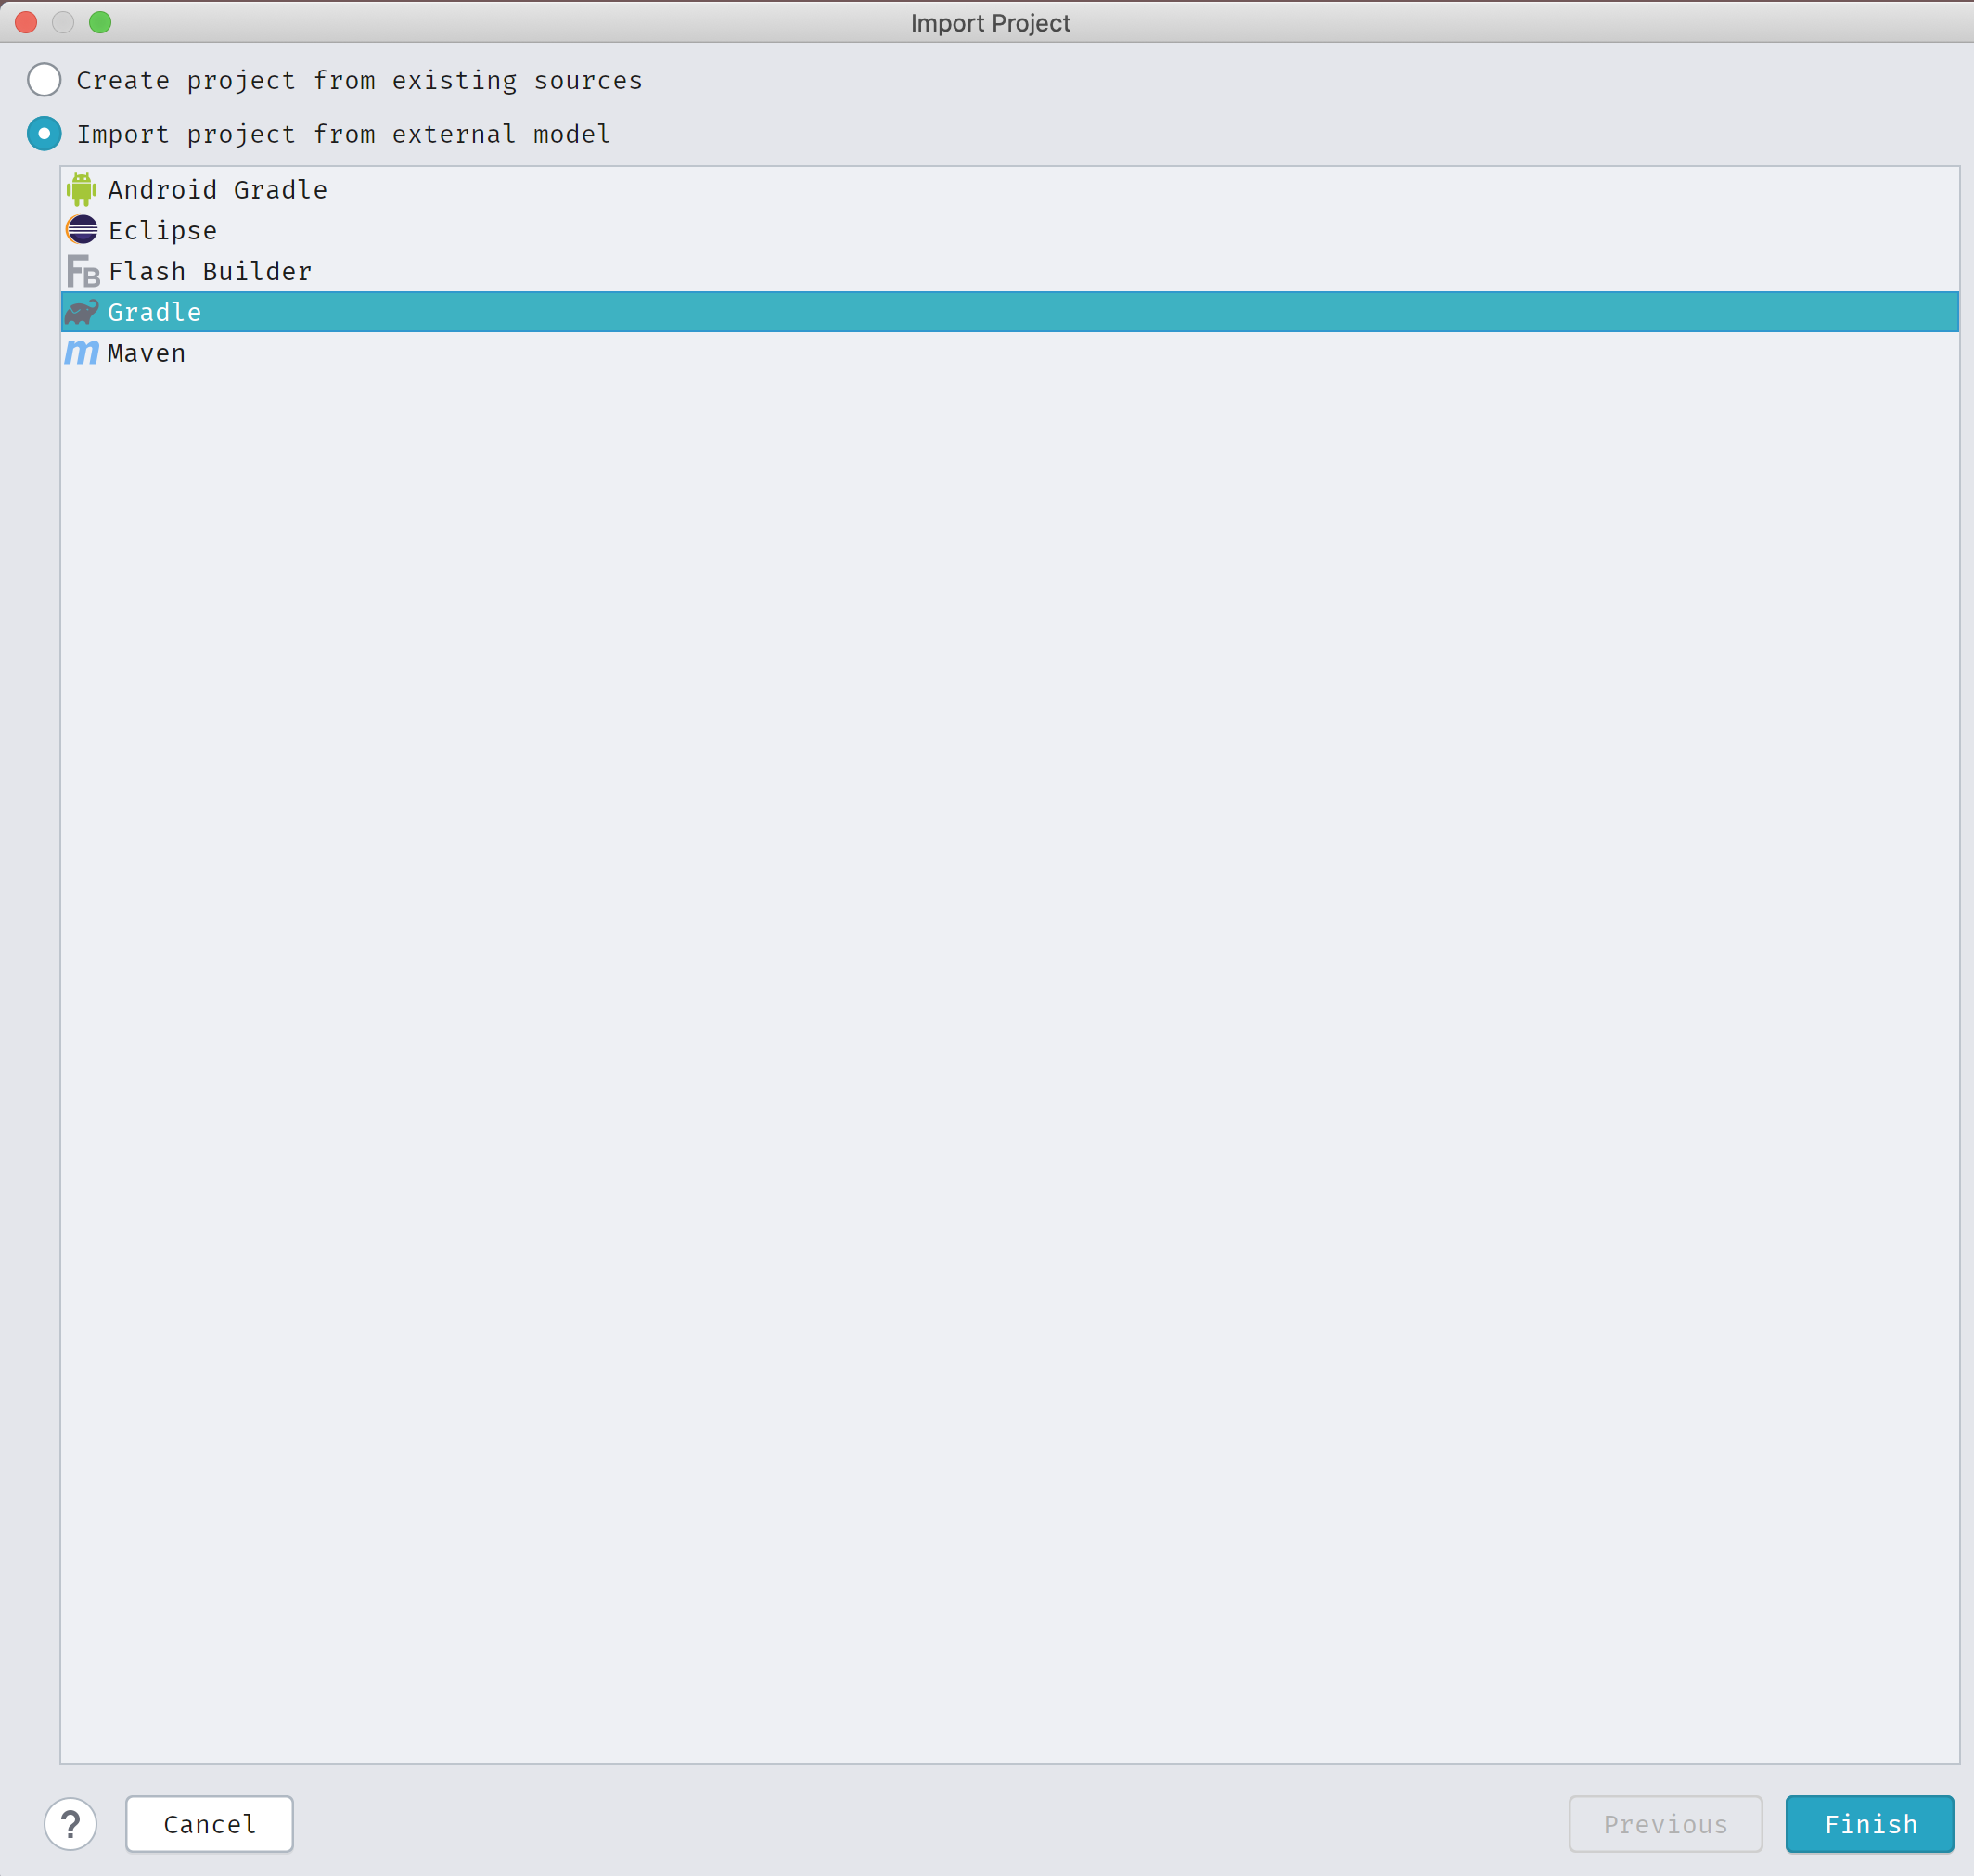 Import Project
Create project from existing sources
Import project from external model
Android Gradle
Eclipse
FB Flash Builder
Gradle
m Maven
? Cancel Previous Finish